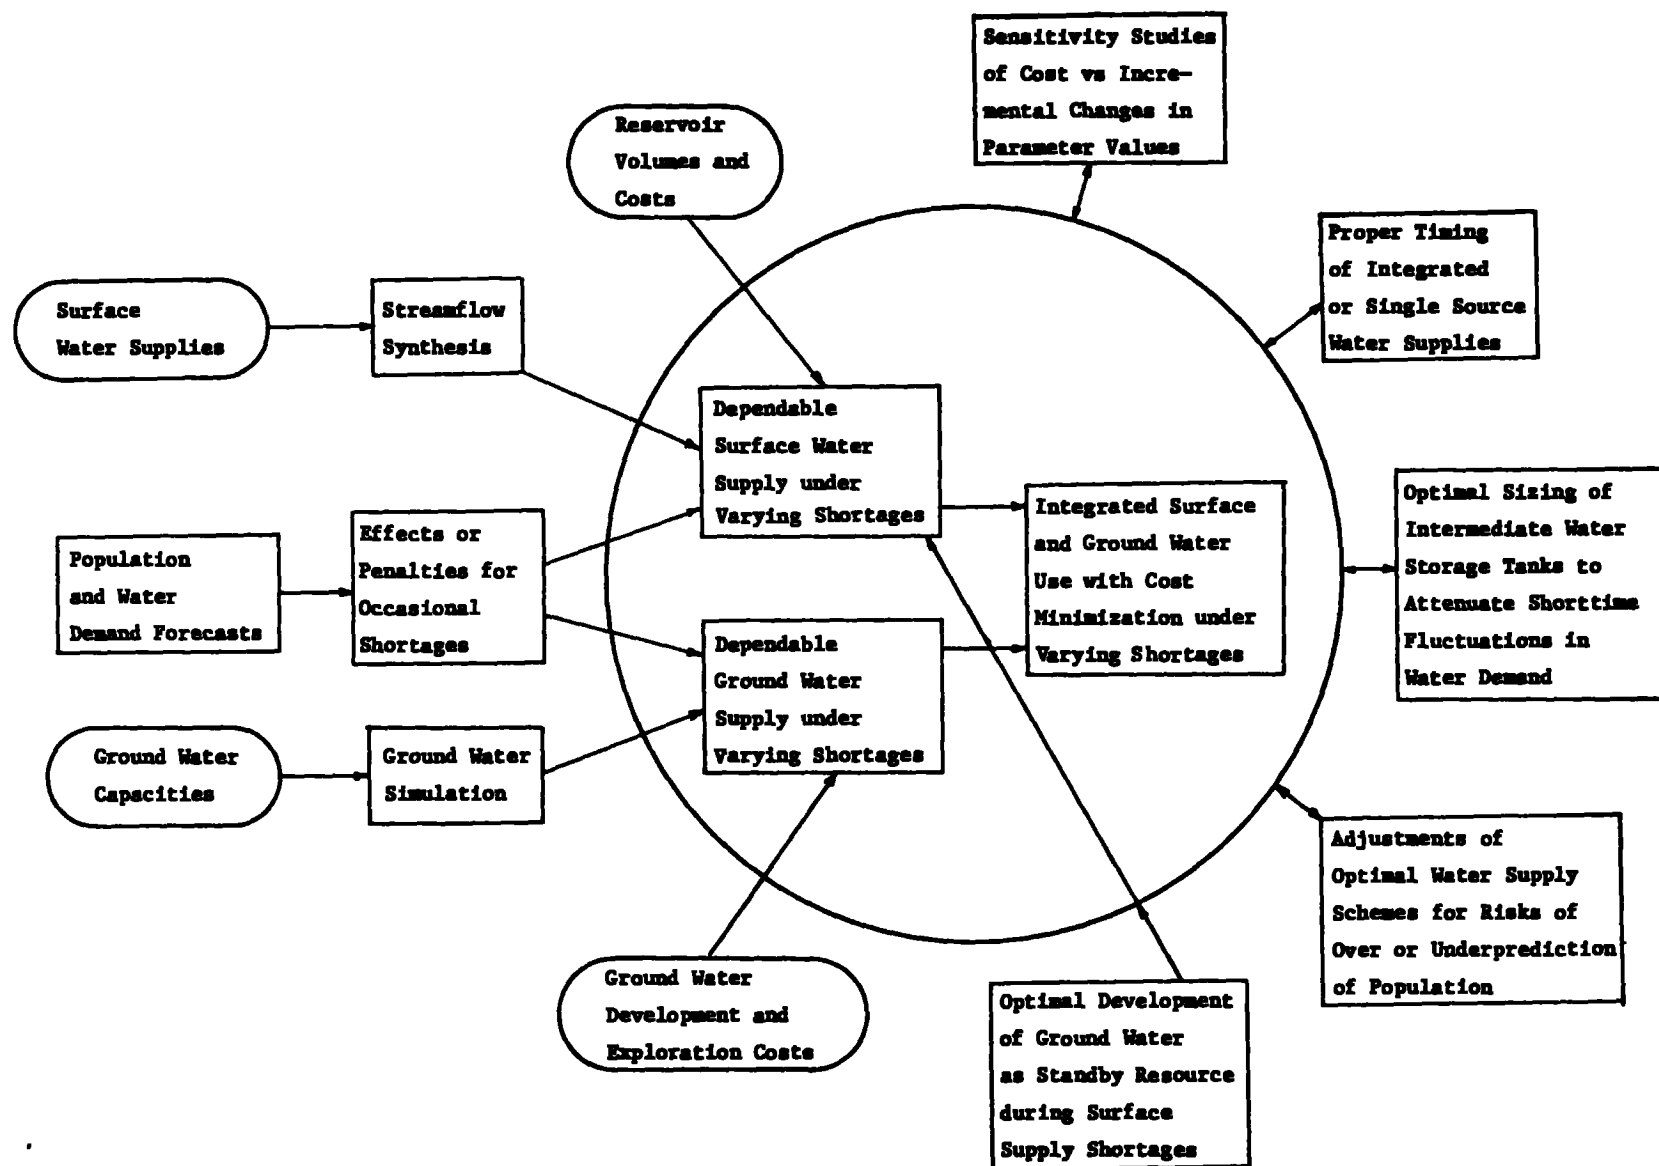 Sensitivity Studies
of Cost vs Incre-
mental Changes in
Parameter Values
Reservoir
Volumes and
Costs
Proper Timing
of Integrated
or Single Source
Water Supplies
Surface
Water Supplies
Streamflow
Synthesis
Dependable
Surface Water
Supply under
Varying Shortages
Integrated Surface
and Ground Water
Use with Cost
Minimization under
Varying Shortages
Optimal Sizing of
Intermediate Water
Storage Tanks to
Attenuate Shorttime
Fluctuations in
Water Demand
Population
and Water
Demand Forecasts
Effects or
Penalties for
Occasional
Shortages
Dependable
Ground Water
Supply under
Varying Shortages
Ground Water
Capacities
Ground Water
Simulation
Adjustments of
Optimal Water Supply
Schemes for Risks of
Over or Underprediction
of Population
Ground Water
Development and
Exploration Costs
Optimal Development
of Ground Water
as Standby Resource
during Surface
Supply Shortages